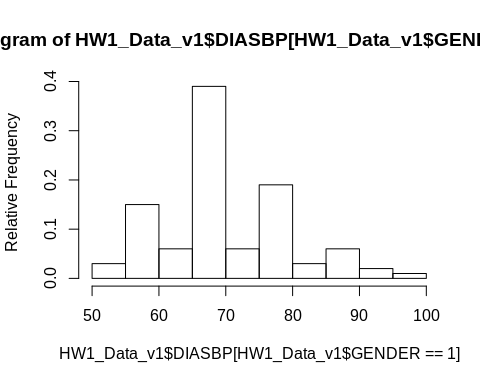 gram of HW1_Data_v1$DIASBP[HW1_Data_v1$GENI
0.4
0.3
0.2
0.1
0.0
Relative Frequency
50 60 70 80 90 100
HW1_Data_v1$DIASBP[HW1_Data_v1$GENDER == 1]